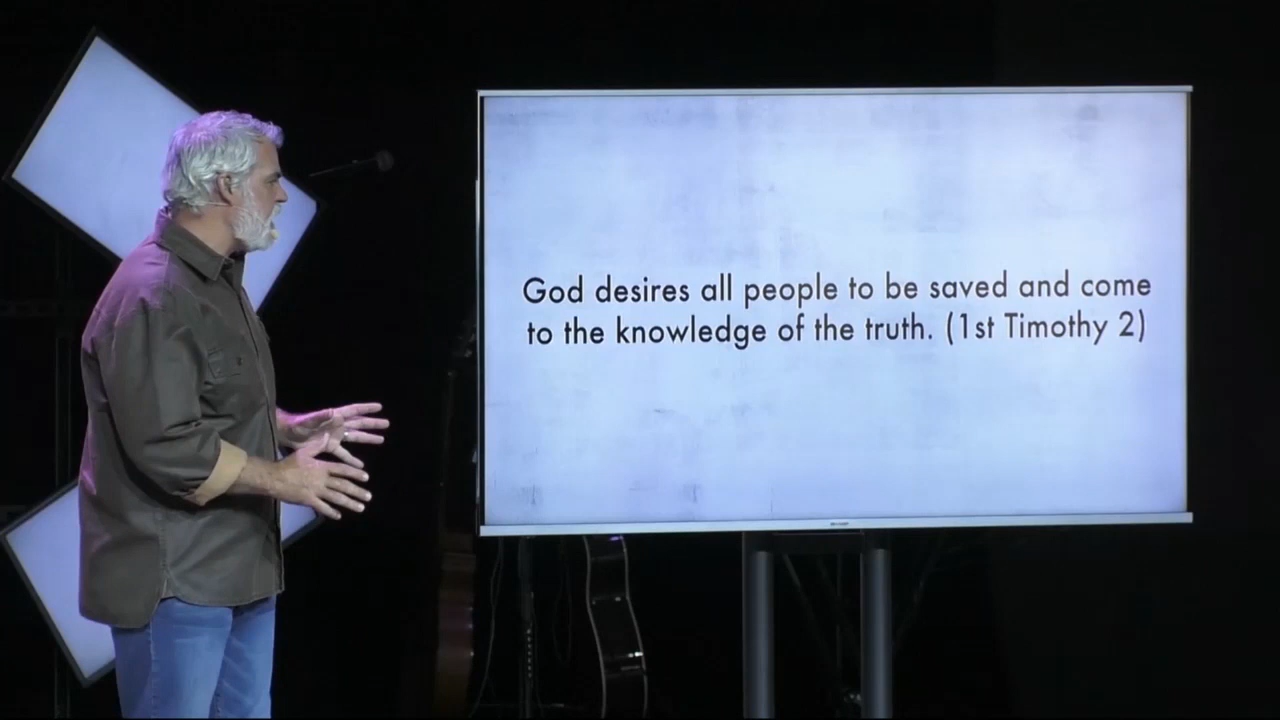 God desires all people to be saved and come
to the knowledge of the truth. (1st Timothy 2)